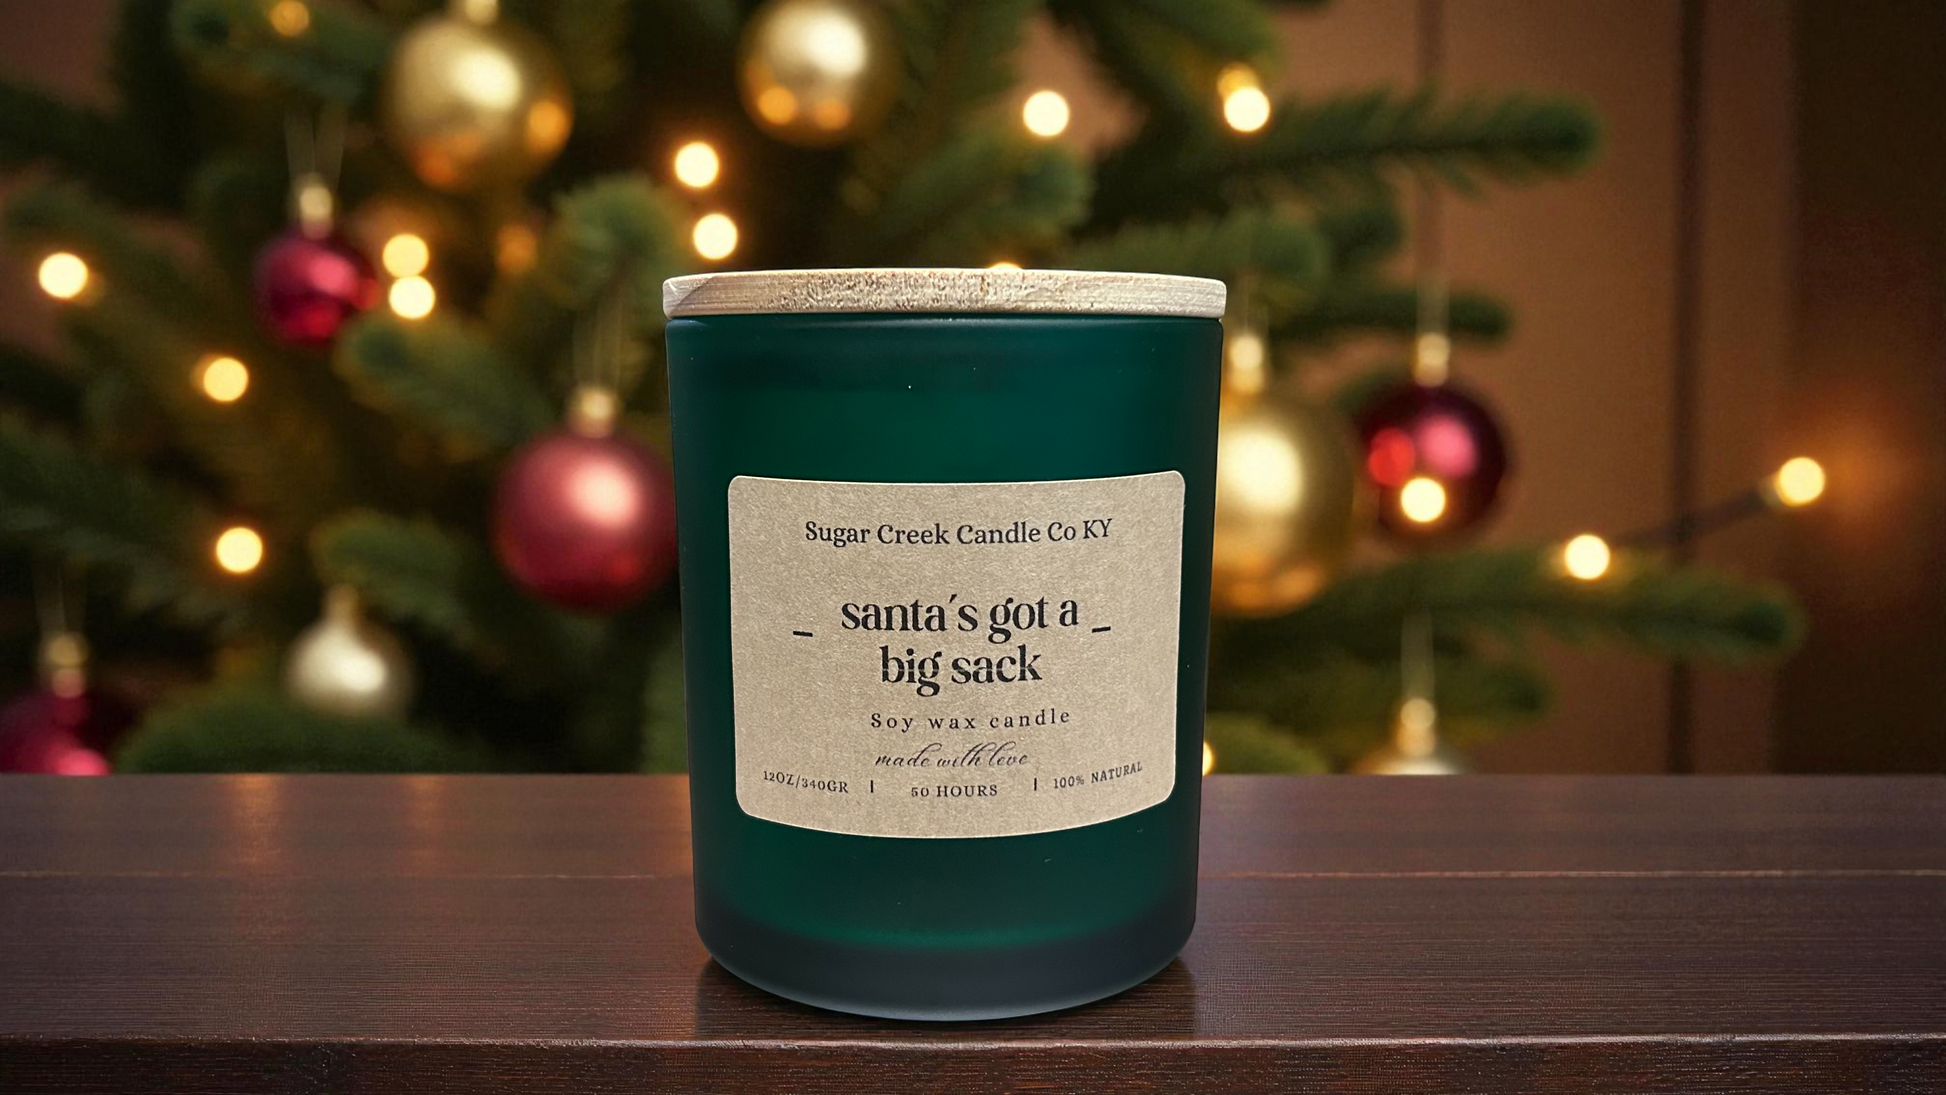 Sugar Creek Candle Co KY
_ santa´s got a _
big sack
Soy wax candle
made with love
12OZ/340GR | 50 HOURS | 100% NATURAL